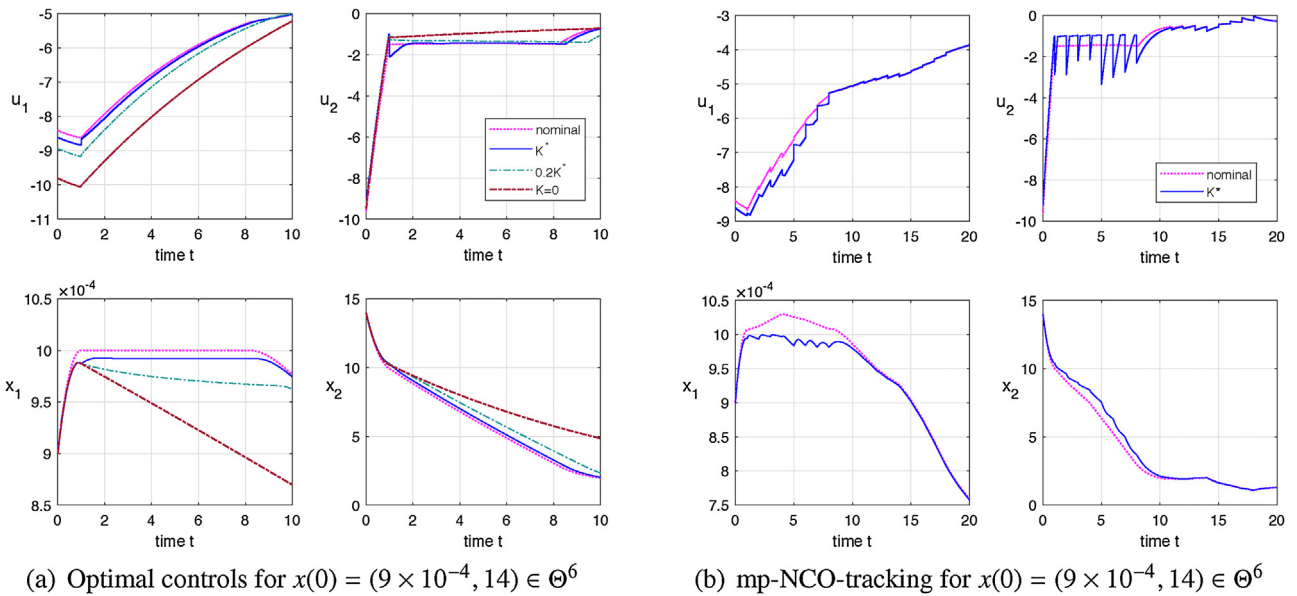 -5
-6
-7
-8
-9
-10
-11
u1
0 2 4 6 8 10
time t
0
-2
-4
-6
-8
-10
u2
nominal
K*
0.2K*
K=0
0 2 4 6 8 10
time t
×10⁻⁴
10.5
10
9.5
9
8.5
x1
0 2 4 6 8 10
time t
15
10
5
0
x2
0 2 4 6 8 10
time t
(a) Optimal controls for x(0) = (9 × 10⁻⁴, 14) ∈ Θ⁶
-3
-4
-5
-6
-7
-8
-9
u1
0 5 10 15 20
time t
0
-2
-4
-6
-8
-10
u2
nominal
K*
0 5 10 15 20
time t
×10⁻⁴
10.5
10
9.5
9
8.5
8
7.5
x1
0 5 10 15 20
time t
15
10
5
0
x2
0 5 10 15 20
time t
(b) mp-NCO-tracking for x(0) = (9 × 10⁻⁴, 14) ∈ Θ⁶